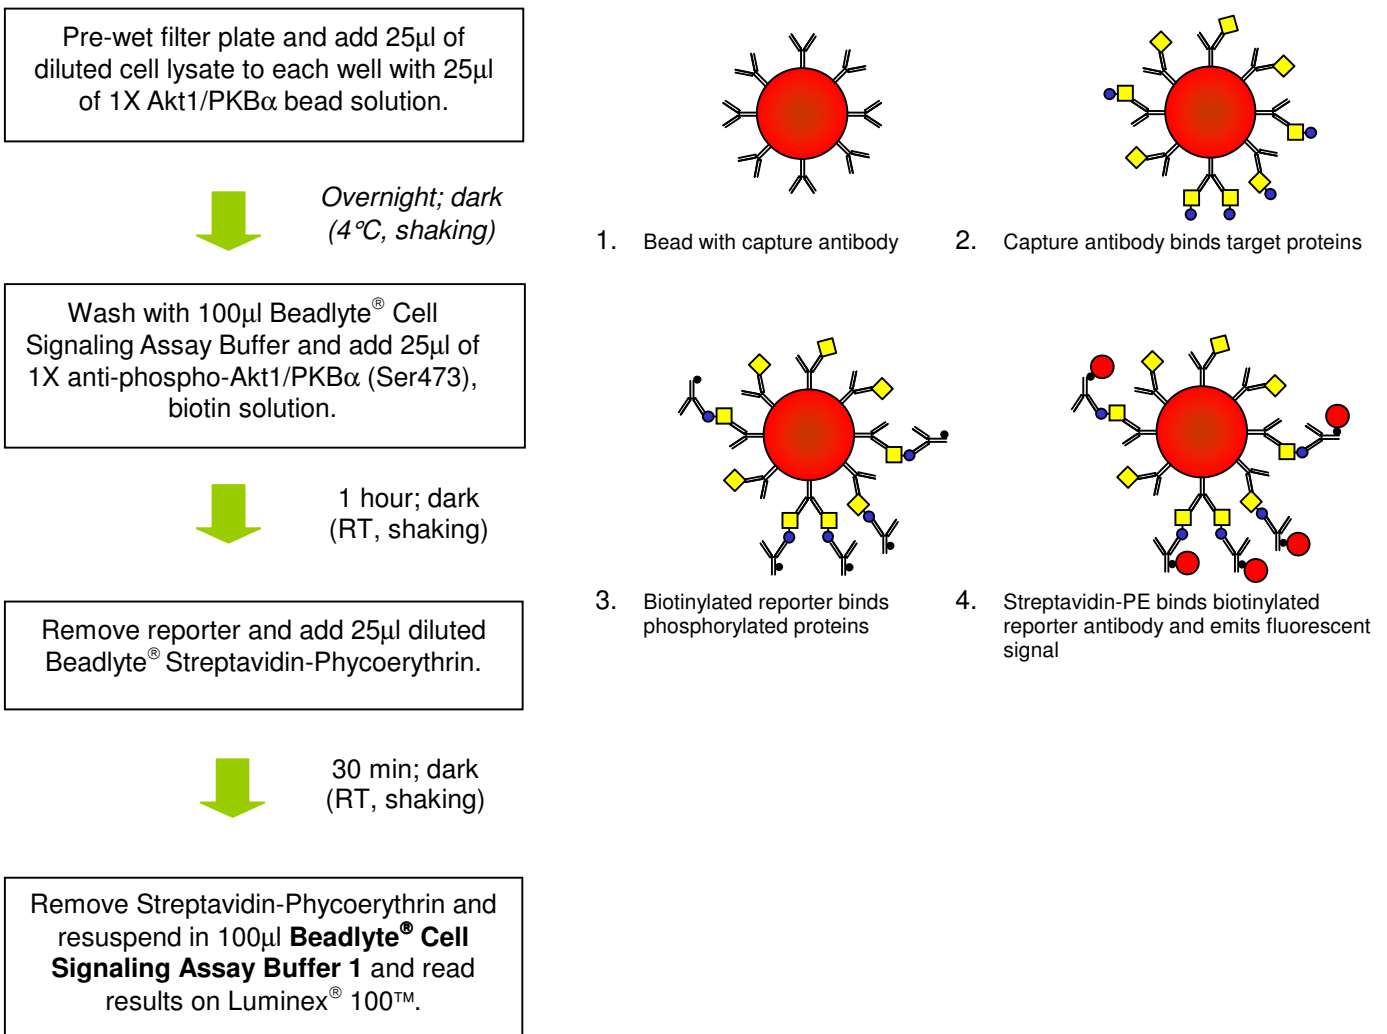 Pre-wet filter plate and add 25µl of
diluted cell lysate to each well with 25µl
of 1X Akt1/PKBα bead solution.
Overnight; dark
(4°C, shaking)
Wash with 100µl Beadlyte® Cell
Signaling Assay Buffer and add 25µl of
1X anti-phospho-Akt1/PKBα (Ser473),
biotin solution.
1 hour; dark
(RT, shaking)
Remove reporter and add 25µl diluted
Beadlyte® Streptavidin-Phycoerythrin.
30 min; dark
(RT, shaking)
Remove Streptavidin-Phycoerythrin and
resuspend in 100µl Beadlyte® Cell
Signaling Assay Buffer 1 and read
results on Luminex® 100™.
1. Bead with capture antibody
2. Capture antibody binds target proteins
3. Biotinylated reporter binds
phosphorylated proteins
4. Streptavidin-PE binds biotinylated
reporter antibody and emits fluorescent
signal